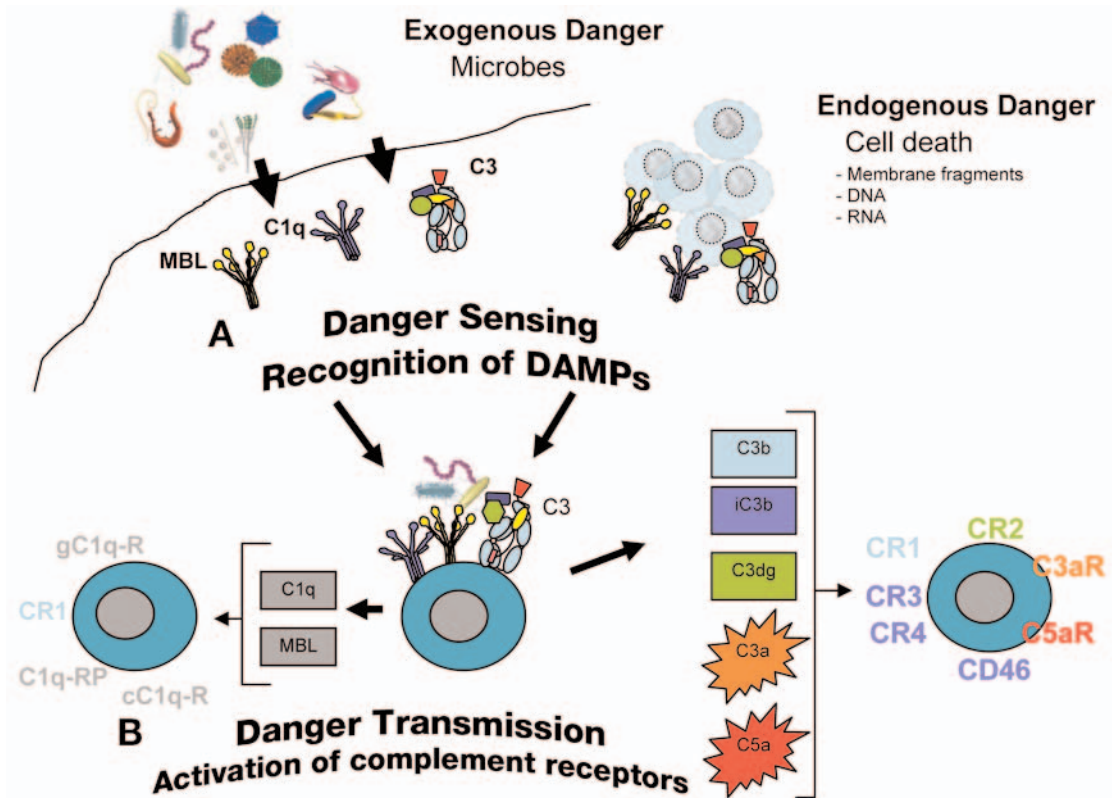 Exogenous Danger
Microbes
Endogenous Danger
Cell death
- Membrane fragments
- DNA
- RNA
C3
C1q
MBL
A
Danger Sensing
Recognition of DAMPs
C3
gC1q-R
CR1
C1q-RP
cC1q-R
C1q
MBL
C3b
iC3b
C3dg
C3a
C5a
CR2
CR1
C3aR
CR3
CR4
C5aR
CD46
B
Danger Transmission
Activation of complement receptors